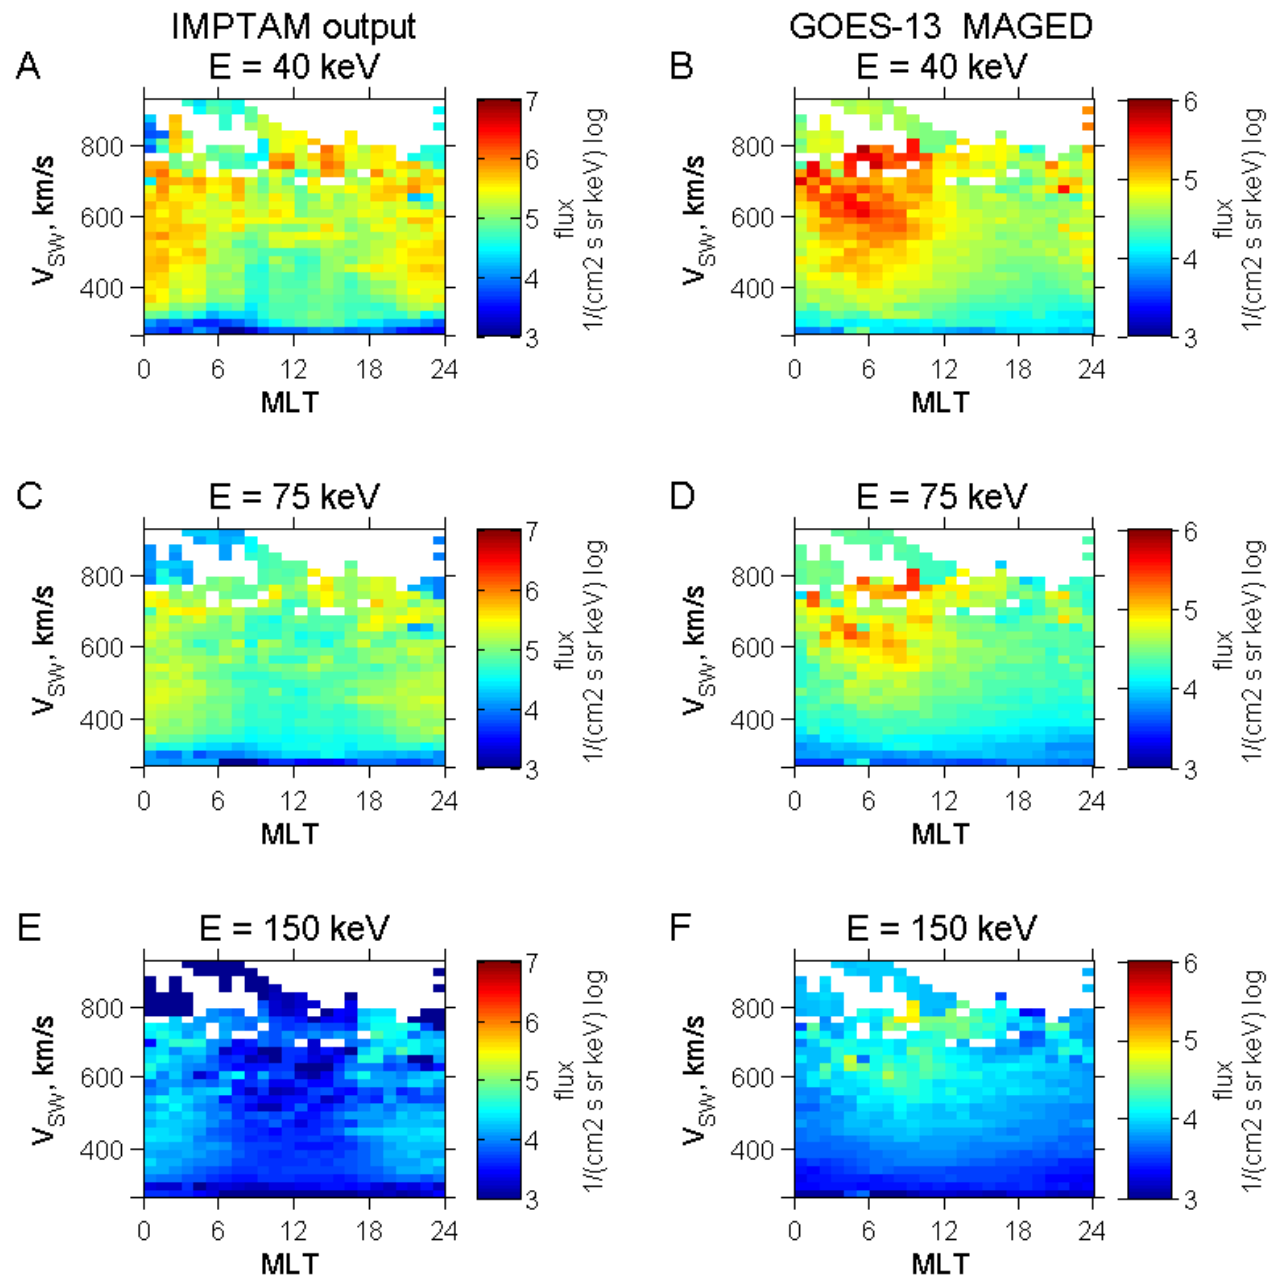 IMPTAM output
GOES-13 MAGED
A
E = 40 keV
B
E = 40 keV
800
600
400
V_SW, km/s
0 6 12 18 24
MLT
7
6
5
4
3
flux
1/(cm2 s sr keV) log
800
600
400
V_SW, km/s
0 6 12 18 24
MLT
6
5
4
3
flux
1/(cm2 s sr keV) log
C
E = 75 keV
D
E = 75 keV
800
600
400
V_SW, km/s
0 6 12 18 24
MLT
7
6
5
4
3
flux
1/(cm2 s sr keV) log
800
600
400
V_SW, km/s
0 6 12 18 24
MLT
6
5
4
3
flux
1/(cm2 s sr keV) log
E
E = 150 keV
F
E = 150 keV
800
600
400
V_SW, km/s
0 6 12 18 24
MLT
7
6
5
4
3
flux
1/(cm2 s sr keV) log
800
600
400
V_SW, km/s
0 6 12 18 24
MLT
6
5
4
3
flux
1/(cm2 s sr keV) log